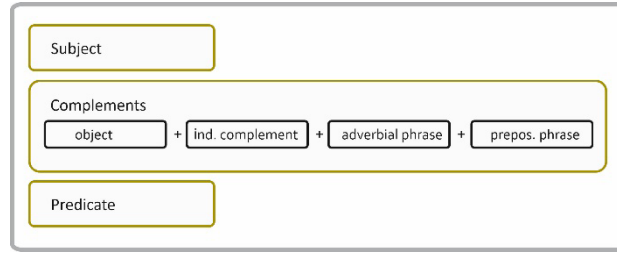 Subject
Complements
object + ind. complement + adverbial phrase + prepos. phrase
Predicate